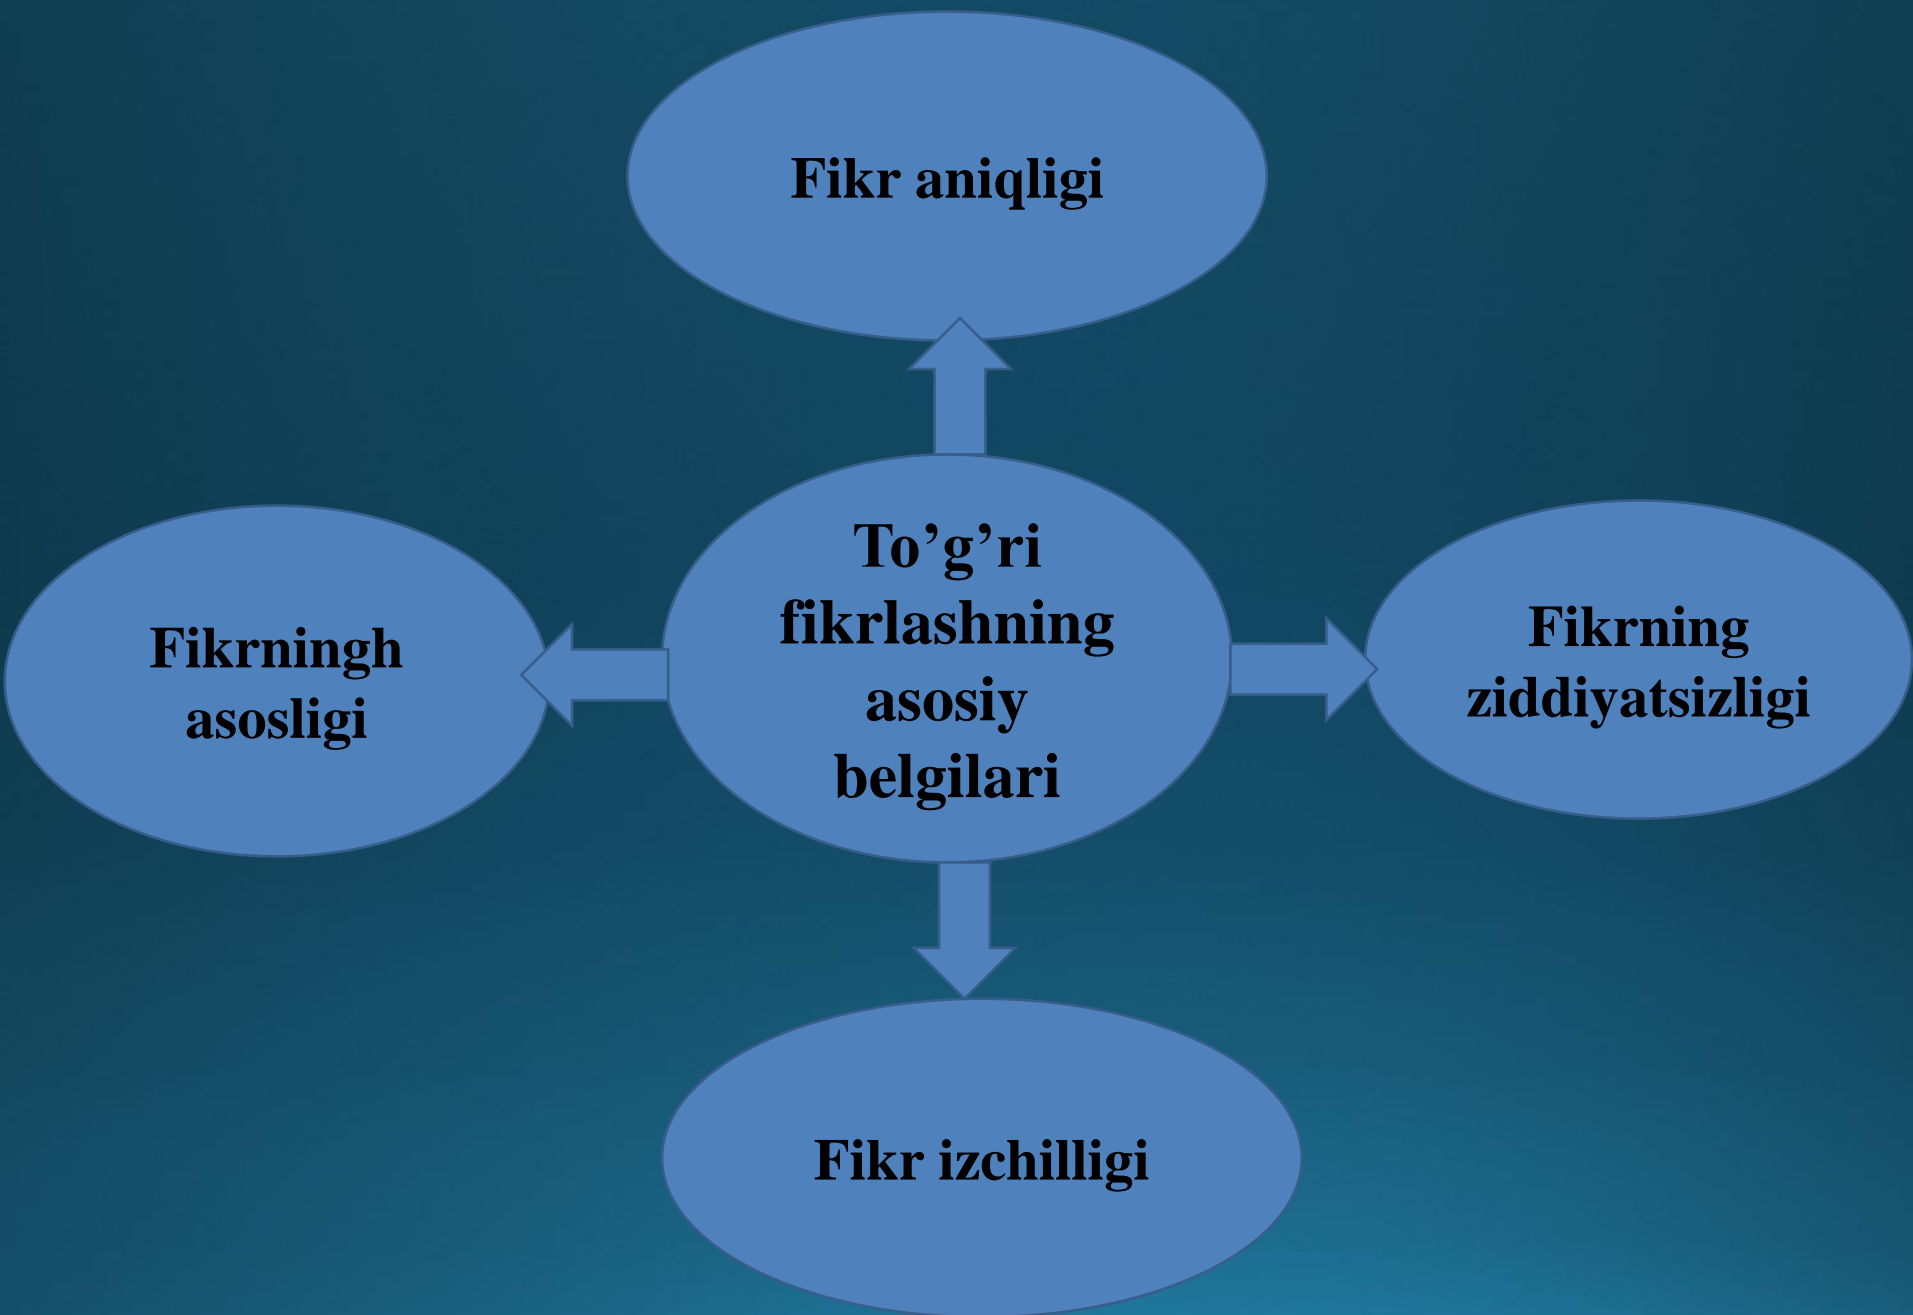 Fikr aniqligi
To’g’ri
fikrlashning
asosiy
belgilari
Fikrningh
asosligi
Fikrning
ziddiyatsizligi
Fikr izchilligi